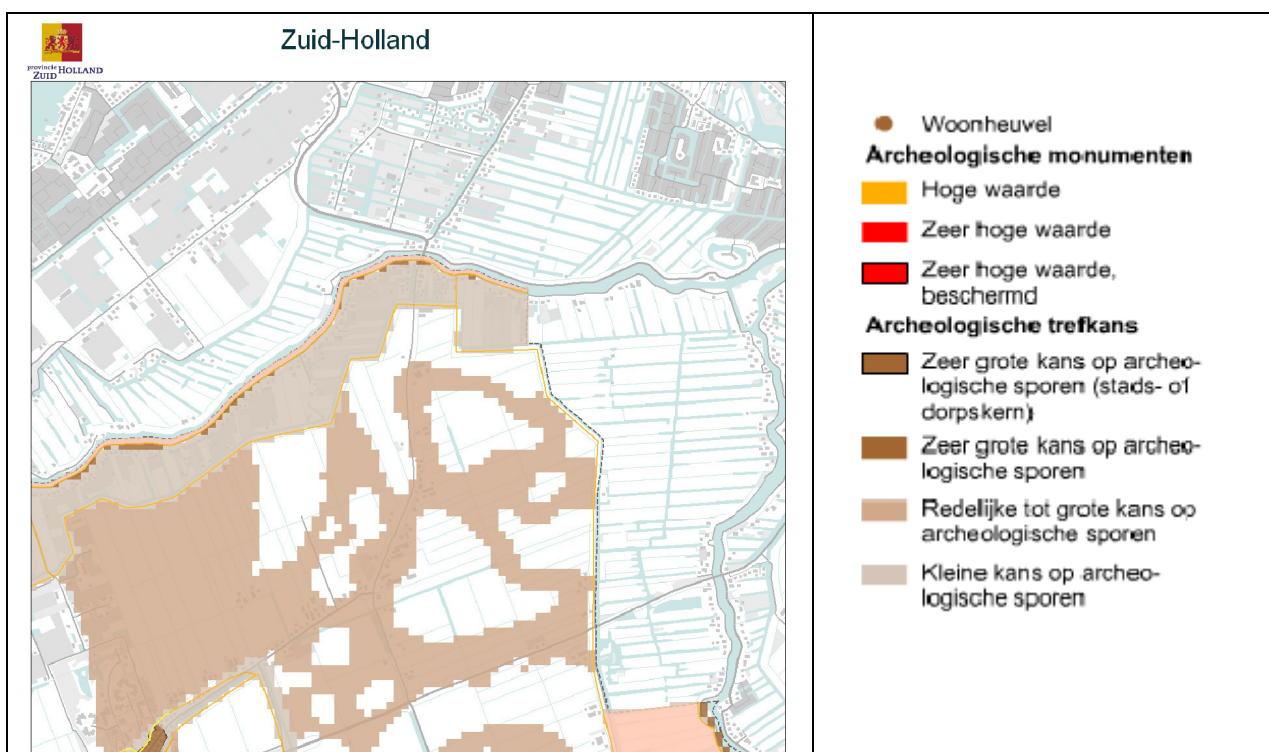 provincie
ZUID HOLLAND
Zuid-Holland
Woonheuvel
Archeologische monumenten
Hoge waarde
Zeer hoge waarde
Zeer hoge waarde,
beschermd
Archeologische trefkans
Zeer grote kans op archeo-
logische sporen (stads- of
dorpskern)
Zeer grote kans op archeo-
logische sporen
Redelijke tot grote kans op
archeologische sporen
Kleine kans op archeo-
logische sporen